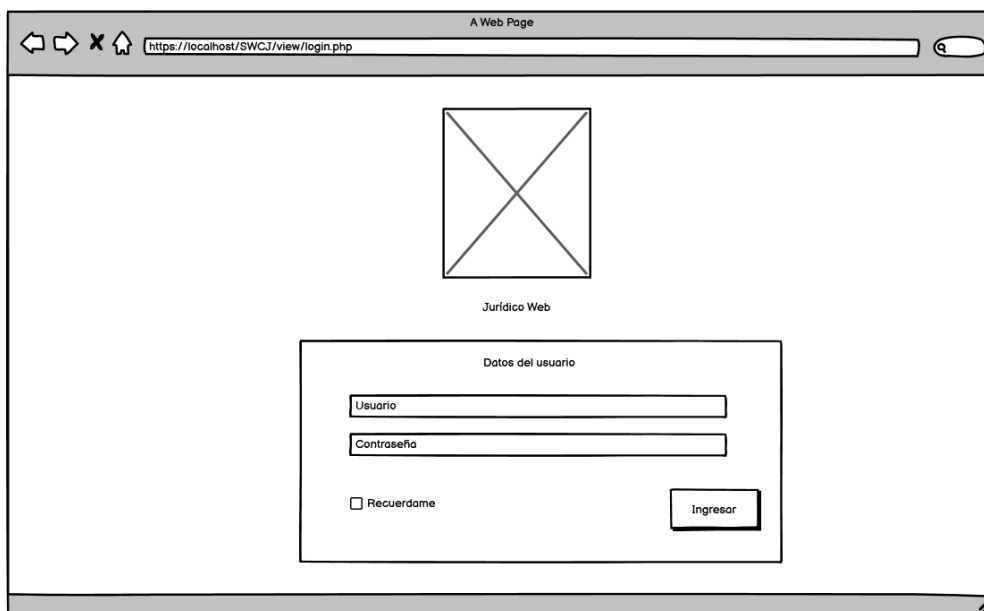 A Web Page
https://localhost/SWCJ/view/login.php
Jurídico Web
Datos del usuario
Usuario
Contraseña
Recuerdame
Ingresar